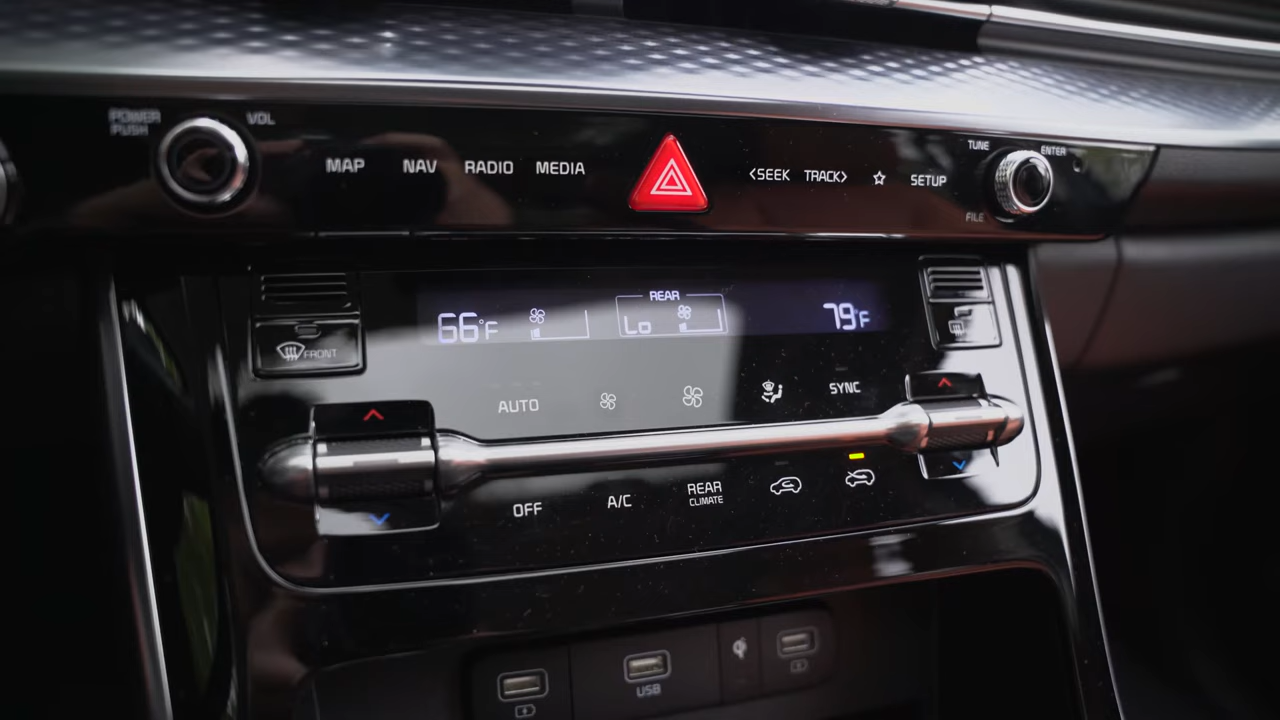 POWER
PUSH
VOL
MAP NAV RADIO MEDIA
<SEEK TRACK> SETUP
TUNE ENTER
FILE
66°F
REAR
Lo
79°F
FRONT
AUTO
SYNC
OFF A/C REAR
CLIMATE
USB